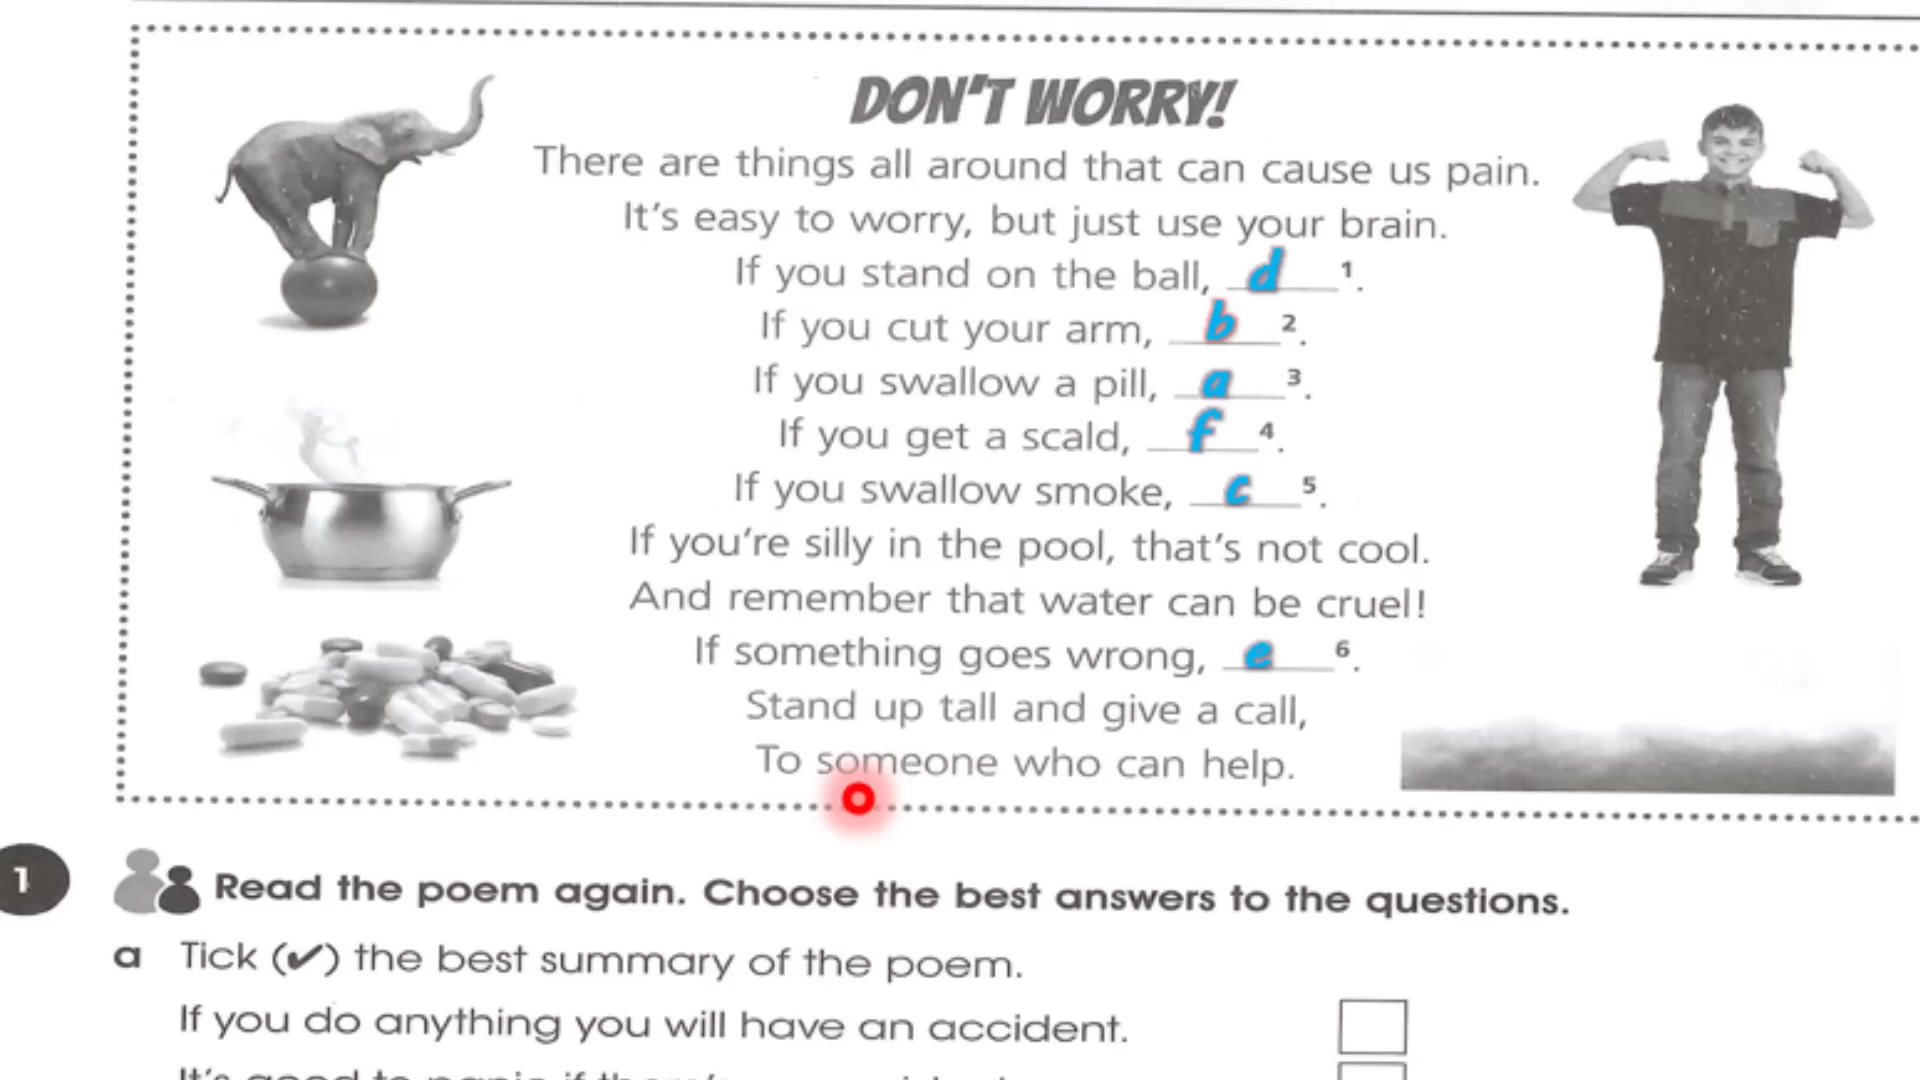 DON'T WORRY!
There are things all around that can cause us pain.
It's easy to worry, but just use your brain.
If you stand on the ball, d 1.
If you cut your arm, b 2.
If you swallow a pill, a 3.
If you get a scald, f 4.
If you swallow smoke, c 5.
If you're silly in the pool, that's not cool.
And remember that water can be cruel!
If something goes wrong, e 6.
Stand up tall and give a call,
To someone who can help.
1 Read the poem again. Choose the best answers to the questions.
a Tick (✔) the best summary of the poem.
If you do anything you will have an accident.